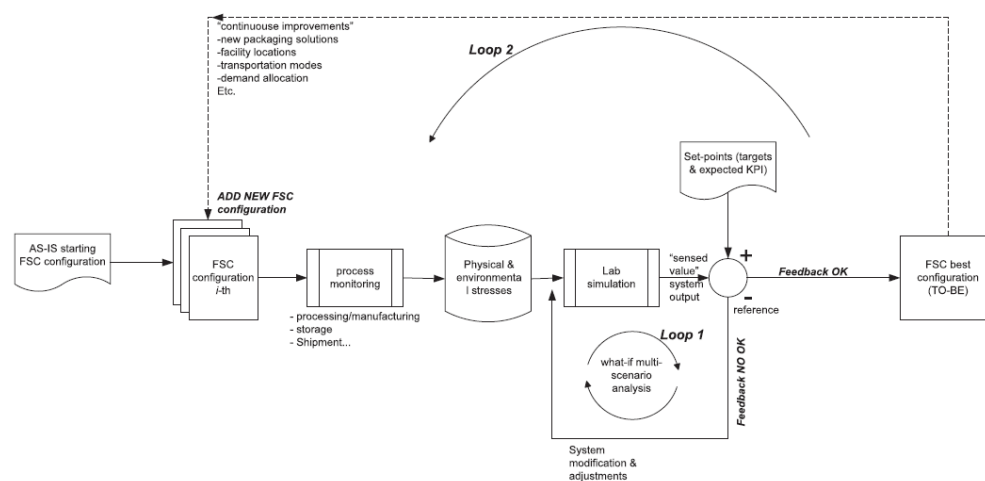 "continuouse improvements"
-new packaging solutions
-facility locations
-transportation modes
-demand allocation
Etc.
Loop 2
Set-points (targets
& expected KPI)
ADD NEW FSC
configuration
AS-IS starting
FSC configuration
FSC
configuration
i-th
process
monitoring
- processing/manufacturing
- storage
- Shipment...
Physical &
environmenta
l stresses
Lab
simulation
"sensed
value"
system
output
+
-
reference
Feedback OK
FSC best
configuration
(TO-BE)
Loop 1
what-if multi-
scenario
analysis
Feedback NO OK
System
modification &
adjustments